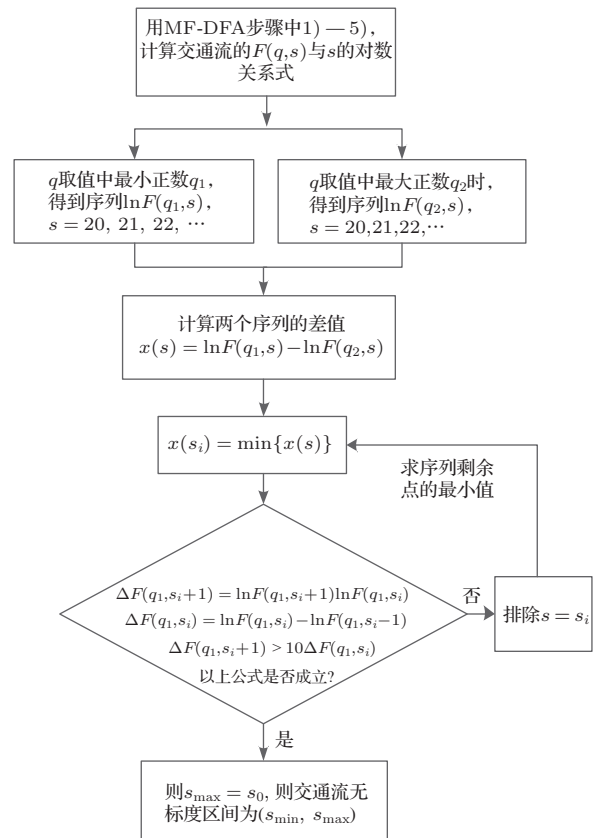 用MF-DFA步骤中1) — 5),
计算交通流的F(q,s)与s的对数
关系式
q取值中最小正数q₁,
得到序列lnF(q₁,s),
s = 20, 21, 22, ···
q取值中最大正数q₂时,
得到序列lnF(q₂,s),
s = 20,21,22,···
计算两个序列的差值
x(s) = lnF(q₁,s)−lnF(q₂,s)
x(sᵢ) = min{x(s)}
求序列剩余
点的最小值
ΔF(q₁,sᵢ+1) = lnF(q₁,sᵢ+1)lnF(q₁,sᵢ)
ΔF(q₁,sᵢ) = lnF(q₁,sᵢ)−lnF(q₁,sᵢ−1)
ΔF(q₁,sᵢ+1) > 10ΔF(q₁,sᵢ)
以上公式是否成立?
否
排除s = sᵢ
是
则s_max = s₀, 则交通流无
标度区间为(s_min, s_max)